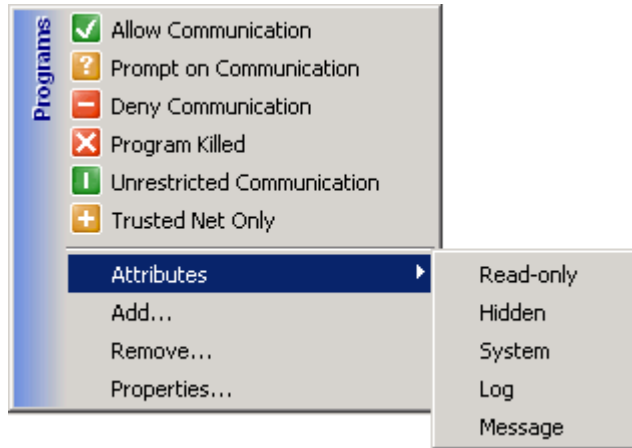 Programs
Allow Communication
Prompt on Communication
Deny Communication
Program Killed
Unrestricted Communication
Trusted Net Only
Attributes
Add...
Remove...
Properties...
Read-only
Hidden
System
Log
Message